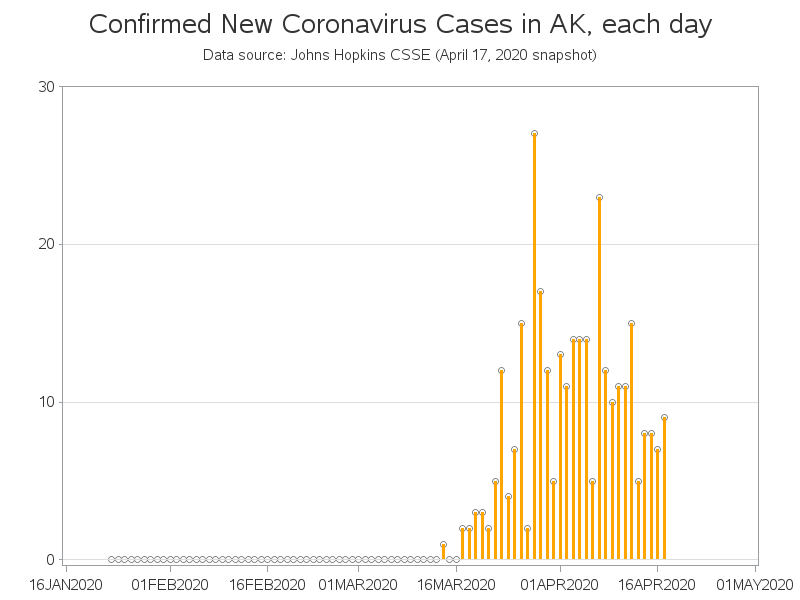 Confirmed New Coronavirus Cases in AK, each day
Data source: Johns Hopkins CSSE (April 17, 2020 snapshot)
30
20
10
0
16JAN2020 01FEB2020 16FEB2020 01MAR2020 16MAR2020 01APR2020 16APR2020 01MAY2020